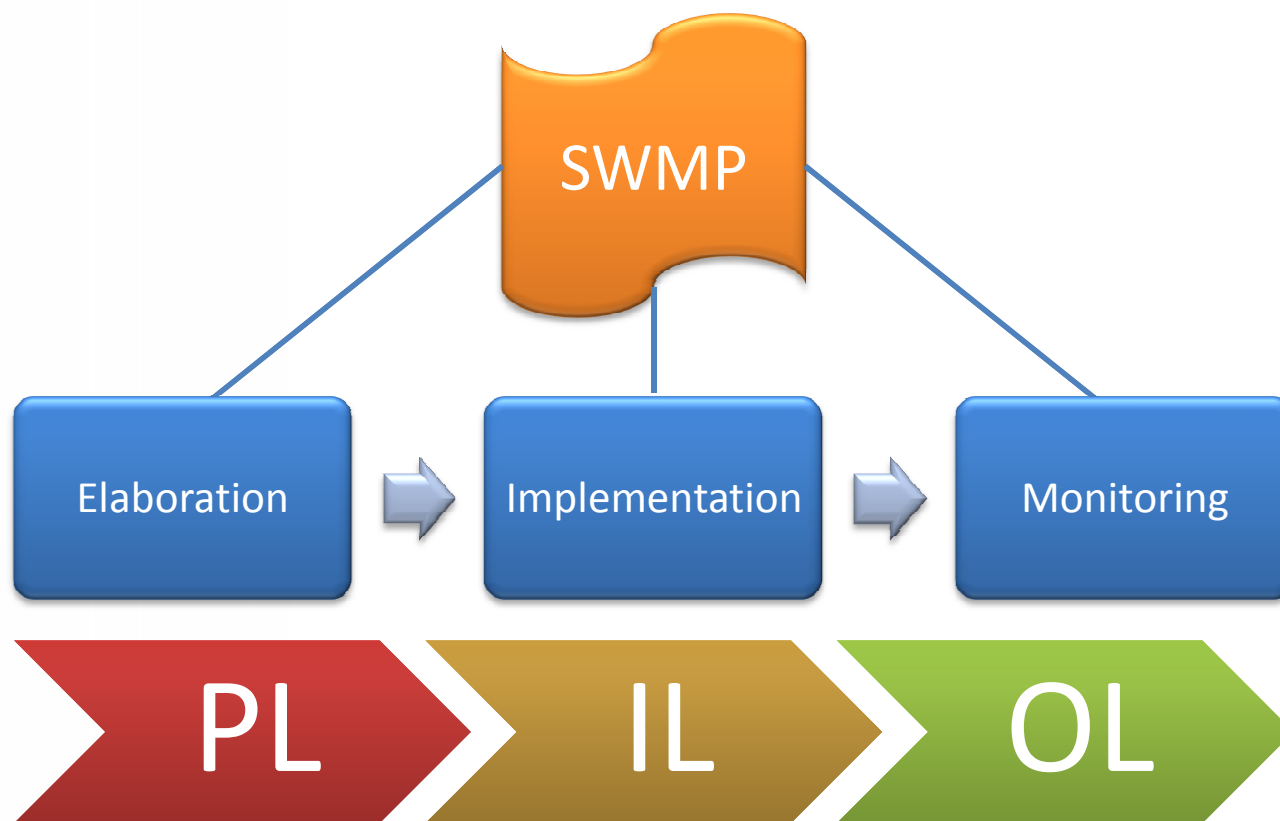 SWMP
Elaboration
Implementation
Monitoring
PL
IL
OL